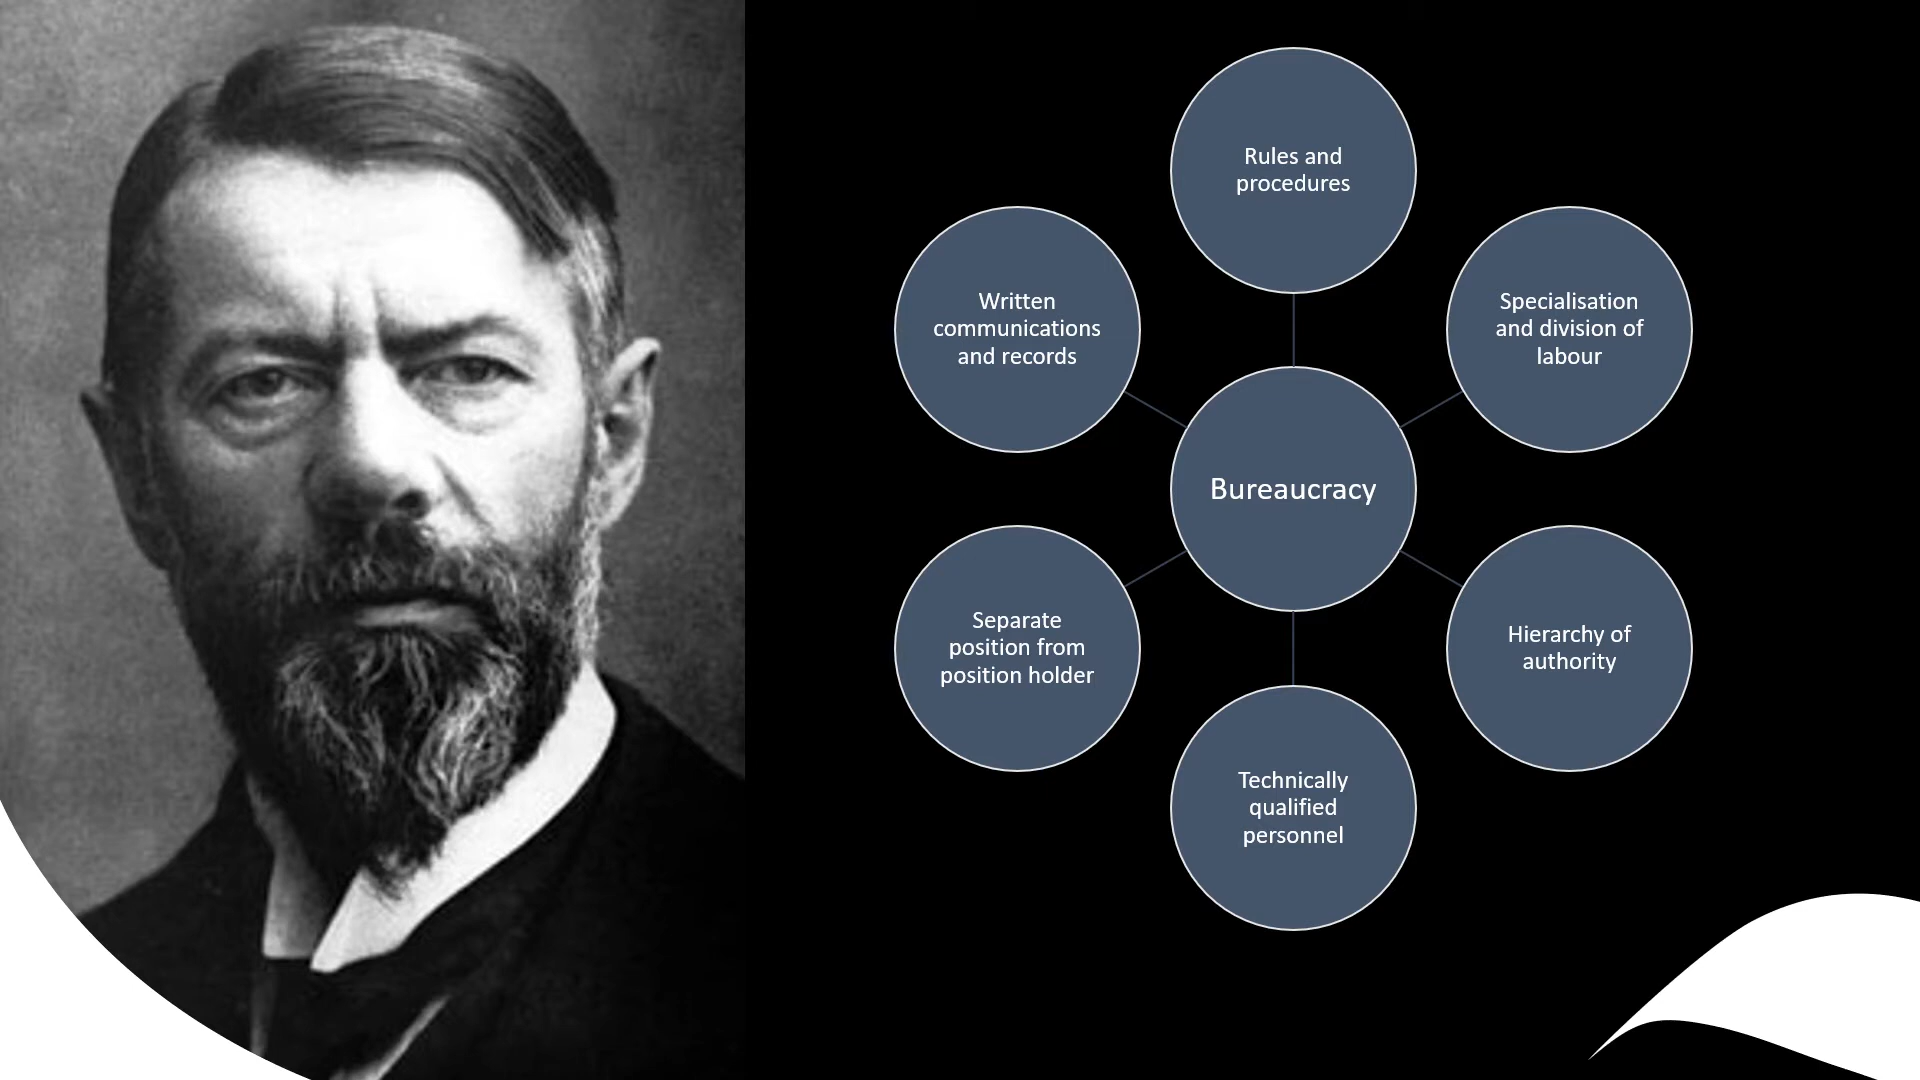 Rules and
procedures
Specialisation
and division of
labour
Hierarchy of
authority
Technically
qualified
personnel
Separate
position from
position holder
Written
communications
and records
Bureaucracy